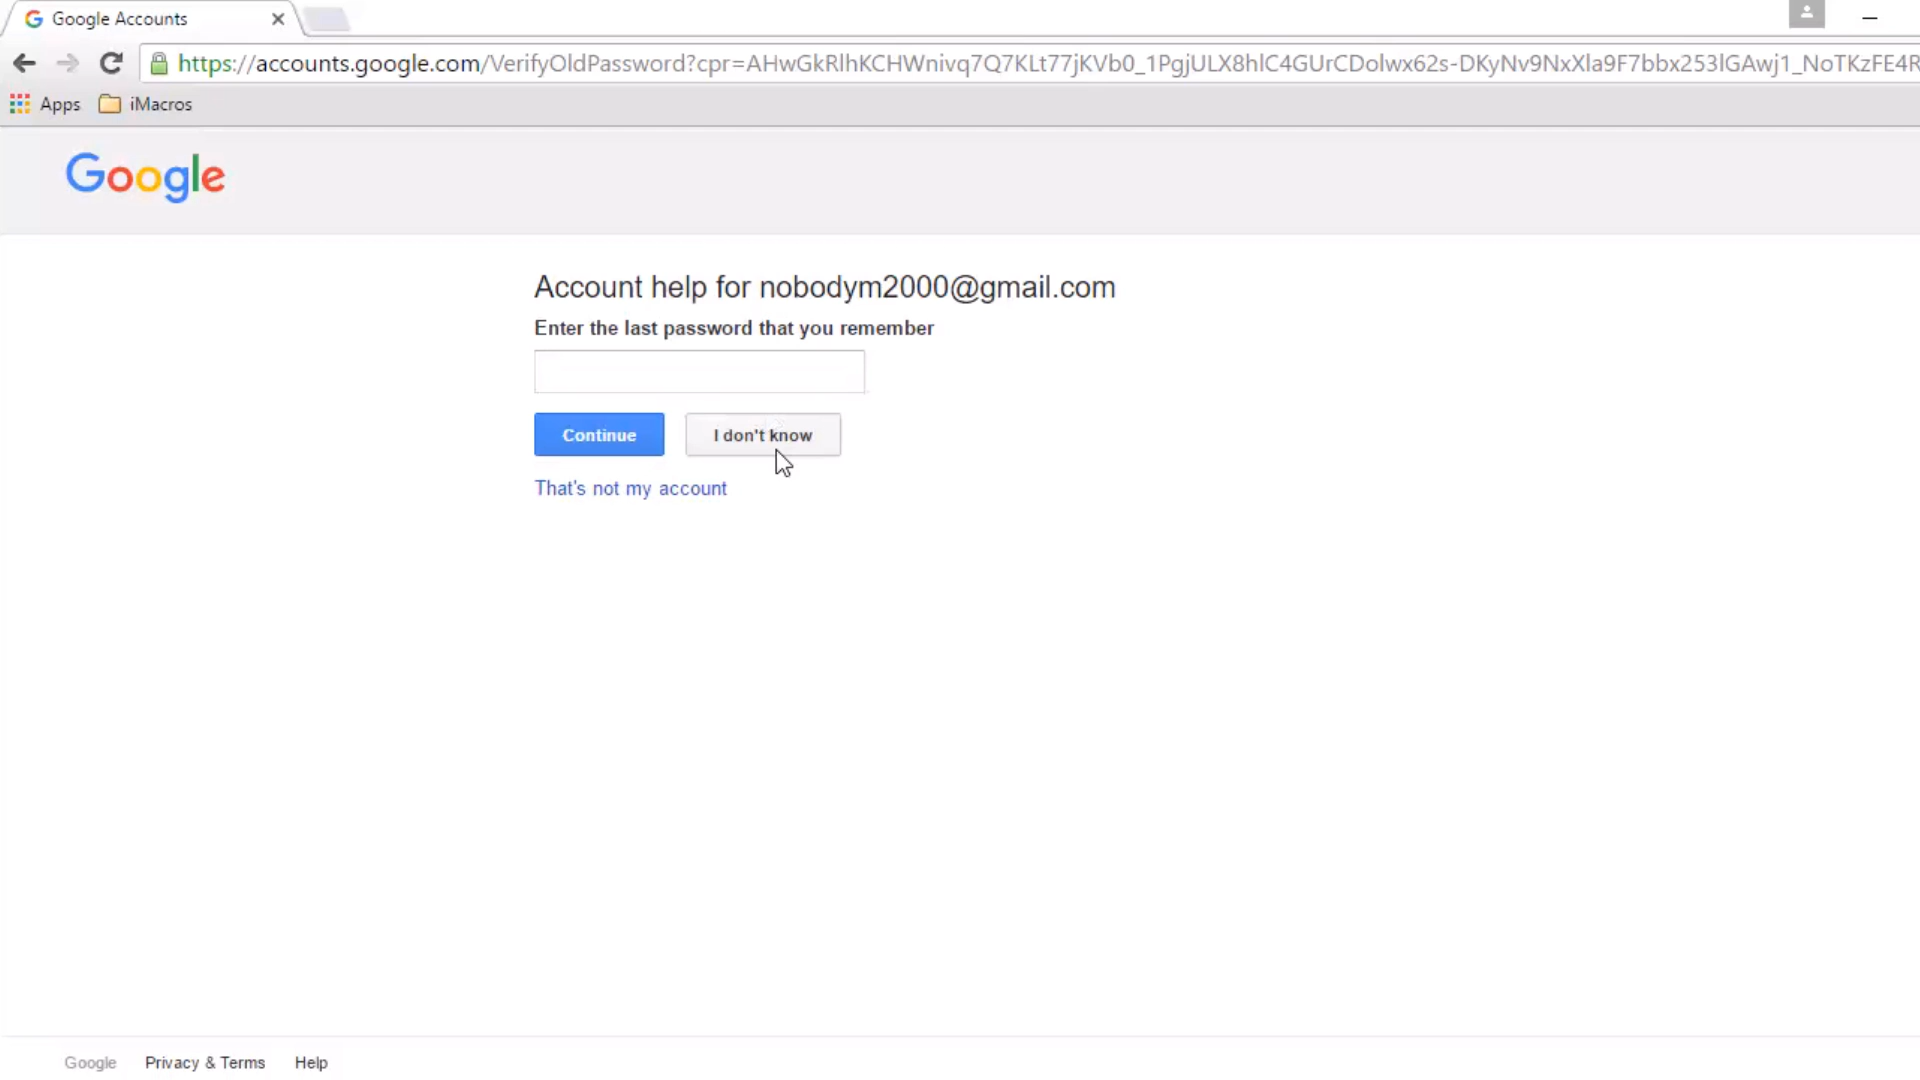 Google Accounts
https://accounts.google.com/VerifyOldPassword?cpr=AHwGkRlhKCHWnivq7Q7KLt77jKVb0_1PgjULX8hlC4GUrCDolwx62s-DKyNv9NxXla9F7bbx253lGAwj1_NoTKzFE4R
Apps iMacros
Google
Account help for nobodym2000@gmail.com
Enter the last password that you remember
Continue I don't know
That's not my account
Google Privacy & Terms Help